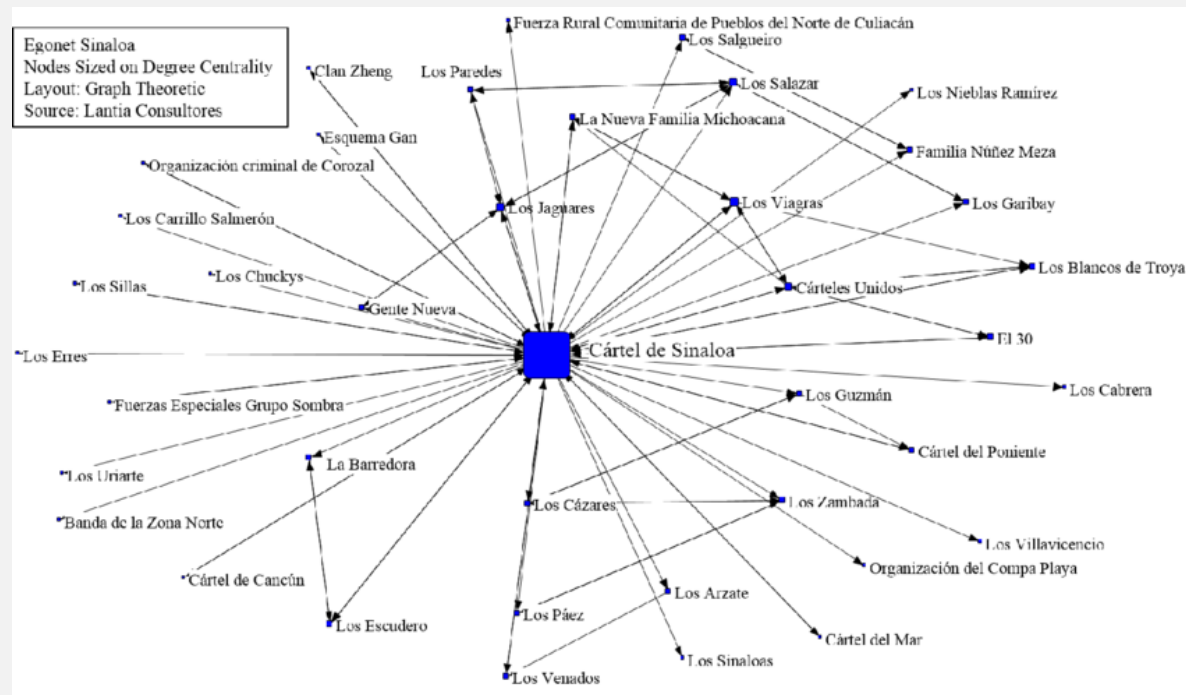 Egonet Sinaloa
Nodes Sized on Degree Centrality
Layout: Graph Theoretic
Source: Lantia Consultores
Fuerza Rural Comunitaria de Pueblos del Norte de Culiacán
Los Salgueiro
Clan Zheng
Los Paredes
Los Salazar
Los Nieblas Ramírez
La Nueva Familia Michoacana
Esquema Gan
Familia Núñez Meza
Organización criminal de Corozal
Los Jaguares
Los Viagras
Los Garibay
Los Carrillo Salmerón
Los Chuckys
Los Blancos de Troya
Los Sillas
Cárteles Unidos
Gente Nueva
El 30
Cártel de Sinaloa
Los Erres
Los Cabrera
Los Guzmán
Fuerzas Especiales Grupo Sombra
Cártel del Poniente
La Barredora
Los Uriarte
Los Zambada
Los Cázares
Banda de la Zona Norte
Los Villavicencio
Organización del Compa Playa
Cártel de Cancún
Los Arzate
Los Páez
Los Escudero
Cártel del Mar
Los Sinaloas
Los Venados